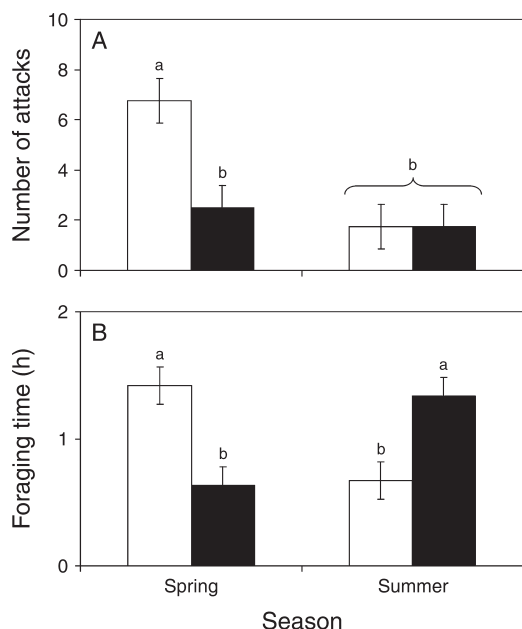 A
Number of attacks
10
8
6
4
2
0
a
b
b
B
Foraging time (h)
2
1
0
a
b
b
a
Spring
Summer
Season